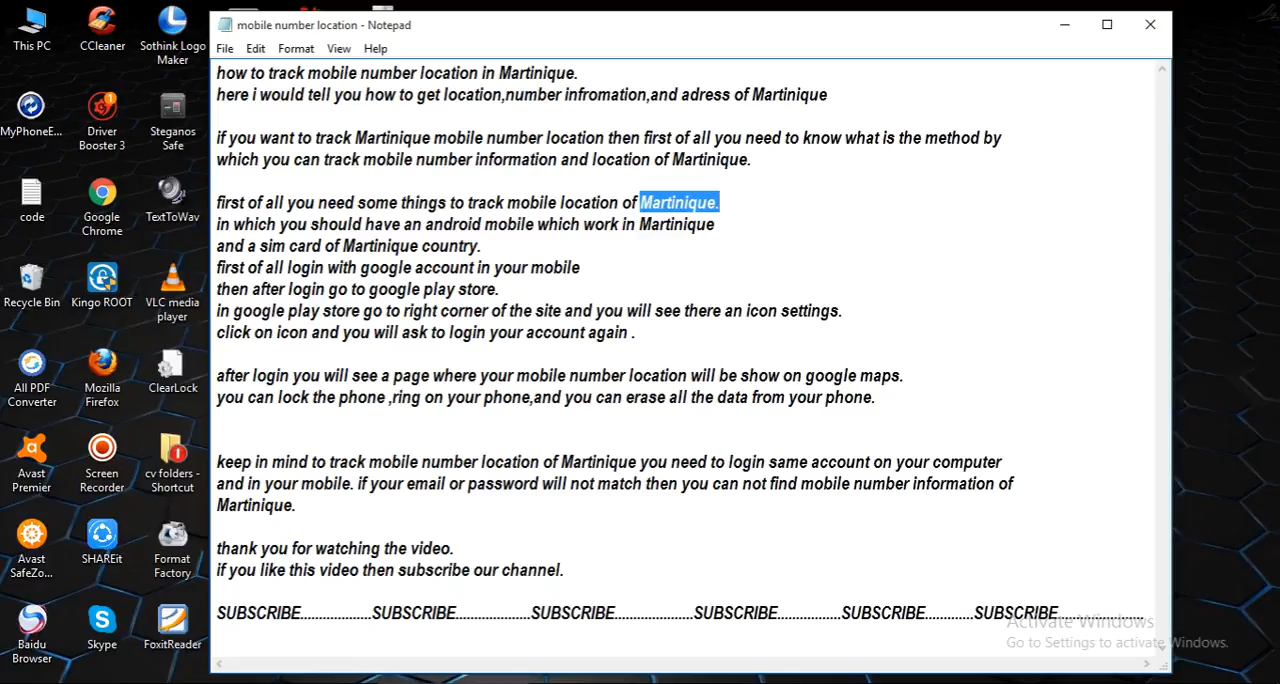 mobile number location - Notepad
File Edit Format View Help
how to track mobile number location in Martinique.
here i would tell you how to get location,number infromation,and adress of Martinique
if you want to track Martinique mobile number location then first of all you need to know what is the method by
which you can track mobile number information and location of Martinique.
first of all you need some things to track mobile location of Martinique.
in which you should have an android mobile which work in Martinique
and a sim card of Martinique country.
first of all login with google account in your mobile
then after login go to google play store.
in google play store go to right corner of the site and you will see there an icon settings.
click on icon and you will ask to login your account again .
after login you will see a page where your mobile number location will be show on google maps.
you can lock the phone ,ring on your phone,and you can erase all the data from your phone.
keep in mind to track mobile number location of Martinique you need to login same account on your computer
and in your mobile. if your email or password will not match then you can not find mobile number information of
Martinique.
thank you for watching the video.
if you like this video then subscribe our channel.
SUBSCRIBE...................SUBSCRIBE....................SUBSCRIBE.....................SUBSCRIBE.................SUBSCRIBE.............SUBSCRIBE.......................
Activate Windows
Go to Settings to activate Windows.
This PC
CCleaner
Sothink Logo
Maker
MyPhoneE...
Driver
Booster 3
Steganos
Safe
code
Google
Chrome
TextToWav
Recycle Bin
Kingo ROOT
VLC media
player
All PDF
Converter
Mozilla
Firefox
ClearLock
Avast
Premier
Screen
Recorder
cv folders -
Shortcut
Avast
SafeZo...
SHAREit
Format
Factory
Baidu
Browser
Skype
FoxitReader